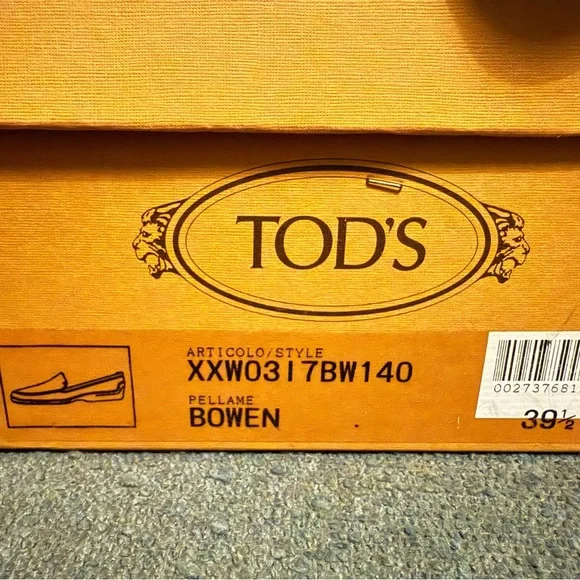 TOD'S
ARTICOLO/STYLE
XXW0317BW140
PELLAME
BOWEN
002737681
39½